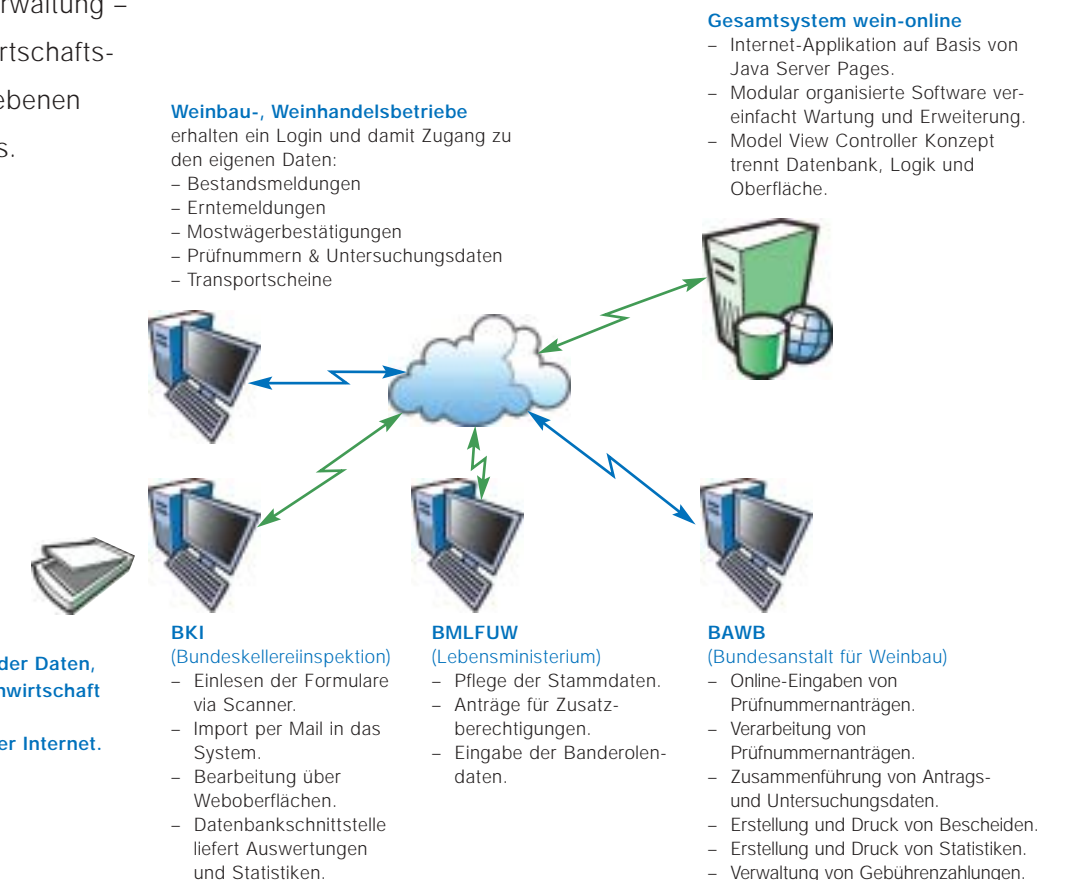 rwaltung –
rtschafts-
ebenen
s.
Gesamtsystem wein-online
– Internet-Applikation auf Basis von
Java Server Pages.
– Modular organisierte Software ver-
einfacht Wartung und Erweiterung.
– Model View Controller Konzept
trennt Datenbank, Logik und
Oberfläche.
Weinbau-, Weinhandelsbetriebe
erhalten ein Login und damit Zugang zu
den eigenen Daten:
– Bestandsmeldungen
– Erntemeldungen
– Mostwägerbestätigungen
– Prüfnummern & Untersuchungsdaten
– Transportscheine
der Daten,
nwirtschaft
er Internet.
BKI
(Bundeskellereiinspektion)
– Einlesen der Formulare
via Scanner.
– Import per Mail in das
System.
– Bearbeitung über
Weboberflächen.
– Datenbankschnittstelle
liefert Auswertungen
und Statistiken.
BMLFUW
(Lebensministerium)
– Pflege der Stammdaten.
– Anträge für Zusatz-
berechtigungen.
– Eingabe der Banderolen-
daten.
BAWB
(Bundesanstalt für Weinbau)
– Online-Eingaben von
Prüfnummernanträgen.
– Verarbeitung von
Prüfnummernanträgen.
– Zusammenführung von Antrags-
und Untersuchungsdaten.
– Erstellung und Druck von Bescheiden.
– Erstellung und Druck von Statistiken.
– Verwaltung von Gebührenzahlungen.